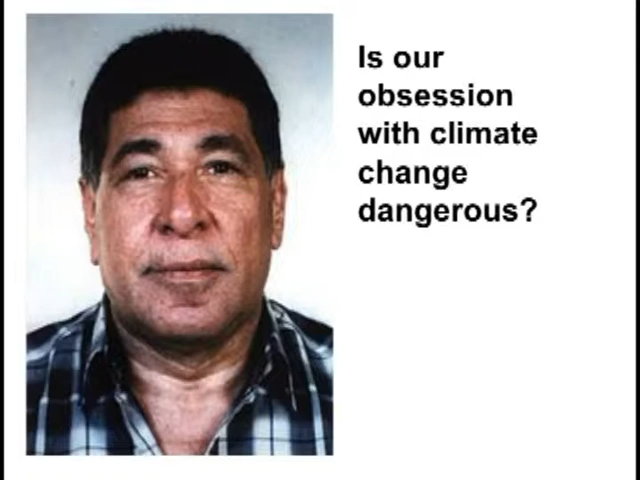 Is our
obsession
with climate
change
dangerous?